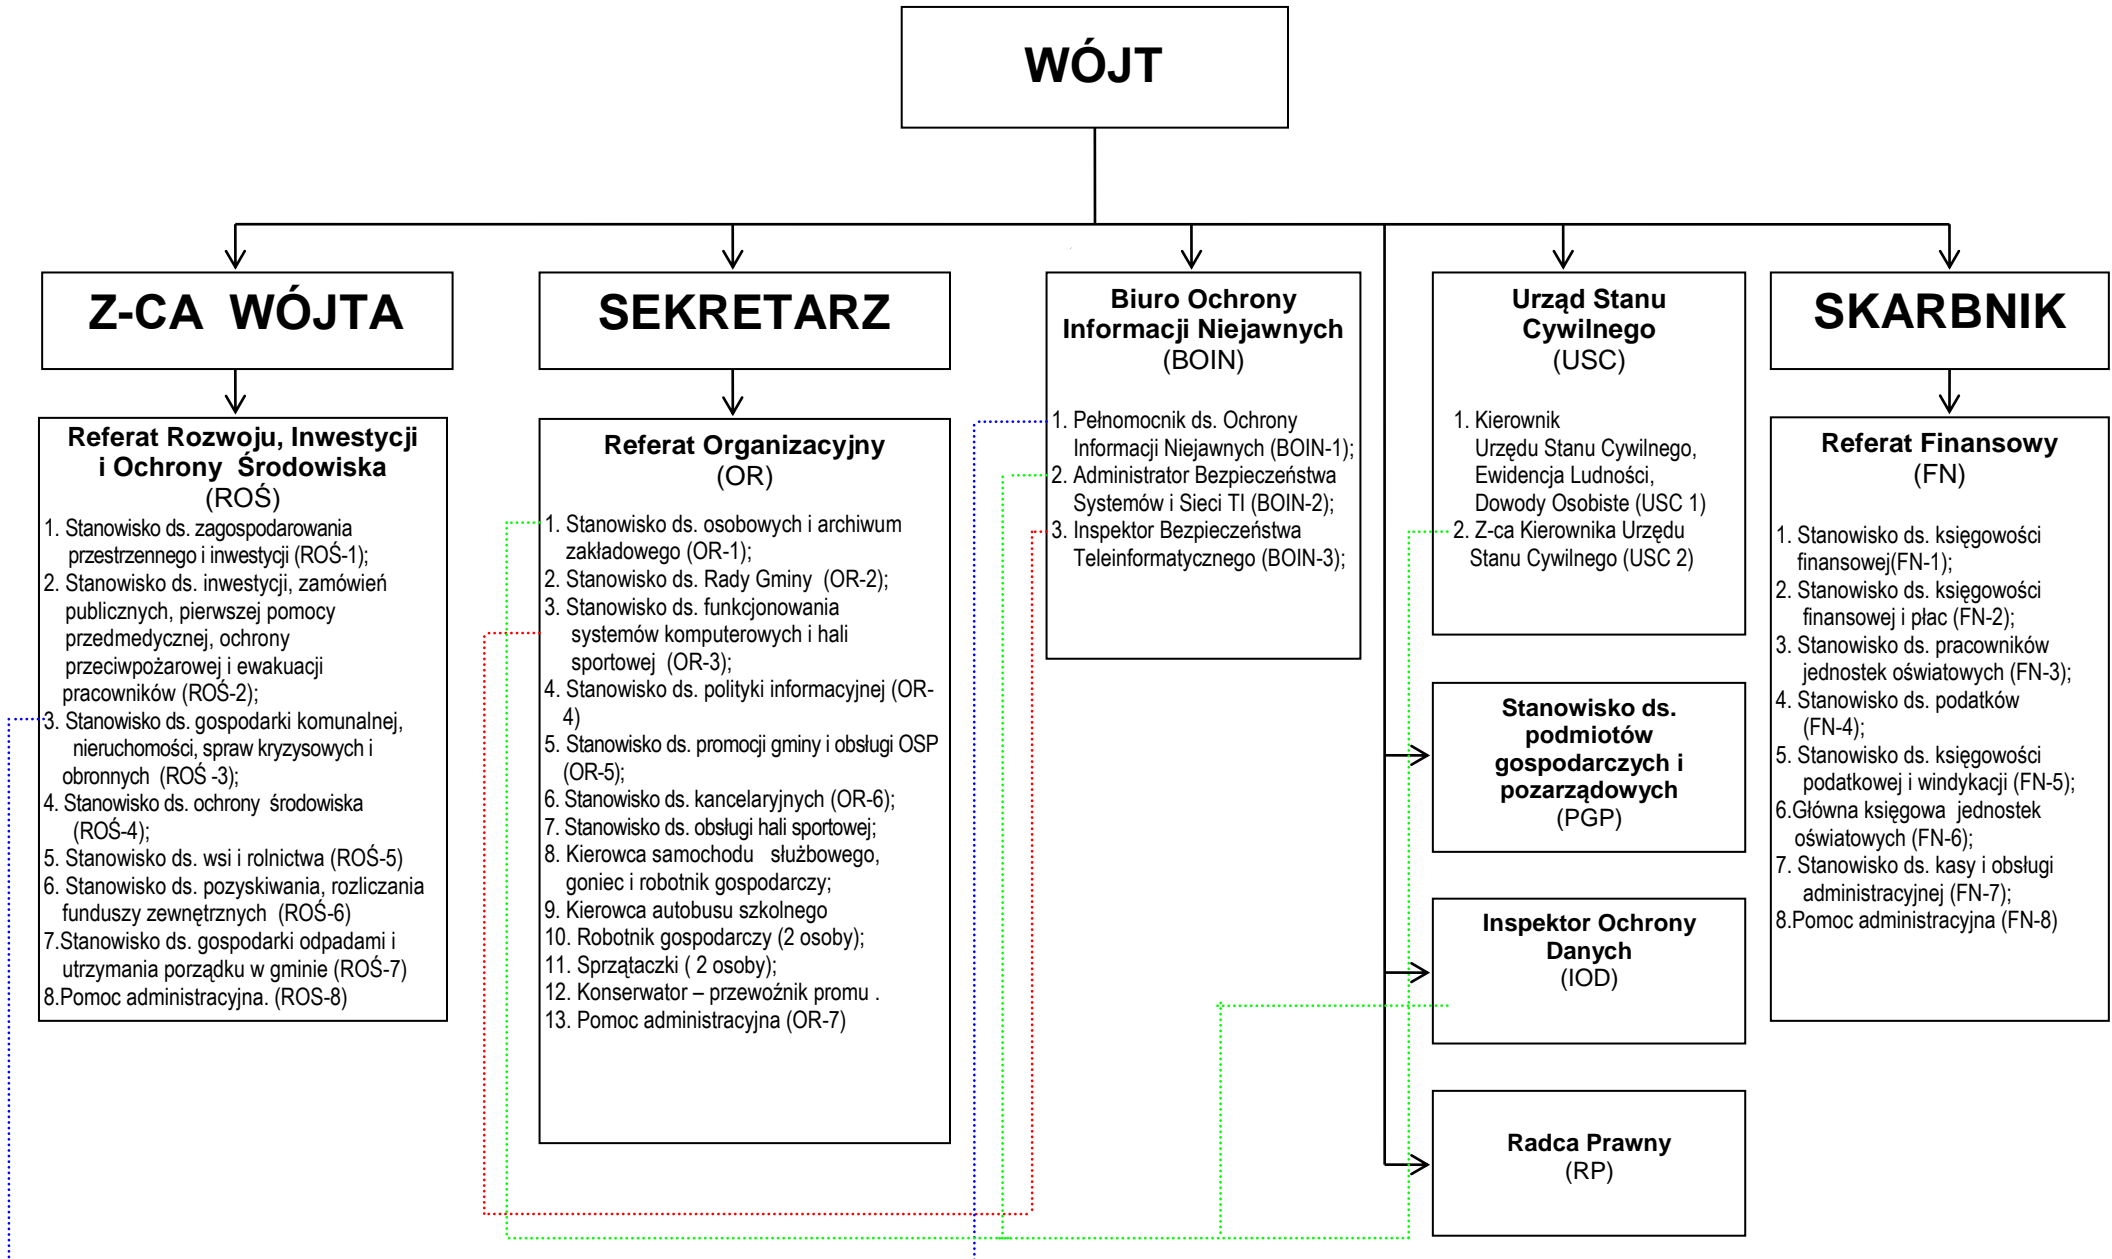 WÓJT
Z-CA WÓJTA
Referat Rozwoju, Inwestycji
i Ochrony Środowiska
(ROŚ)
1. Stanowisko ds. zagospodarowania
przestrzennego i inwestycji (ROŚ-1);
2. Stanowisko ds. inwestycji, zamówień
publicznych, pierwszej pomocy
przedmedycznej, ochrony
przeciwpożarowej i ewakuacji
pracowników (ROŚ-2);
3. Stanowisko ds. gospodarki komunalnej,
nieruchomości, spraw kryzysowych i
obronnych (ROŚ -3);
4. Stanowisko ds. ochrony środowiska
(ROŚ-4);
5. Stanowisko ds. wsi i rolnictwa (ROŚ-5)
6. Stanowisko ds. pozyskiwania, rozliczania
funduszy zewnętrznych (ROŚ-6)
7.Stanowisko ds. gospodarki odpadami i
utrzymania porządku w gminie (ROŚ-7)
8.Pomoc administracyjna. (ROS-8)
SEKRETARZ
Referat Organizacyjny
(OR)
1. Stanowisko ds. osobowych i archiwum
zakładowego (OR-1);
2. Stanowisko ds. Rady Gminy (OR-2);
3. Stanowisko ds. funkcjonowania
systemów komputerowych i hali
sportowej (OR-3);
4. Stanowisko ds. polityki informacyjnej (OR-
4)
5. Stanowisko ds. promocji gminy i obsługi OSP
(OR-5);
6. Stanowisko ds. kancelaryjnych (OR-6);
7. Stanowisko ds. obsługi hali sportowej;
8. Kierowca samochodu służbowego,
goniec i robotnik gospodarczy;
9. Kierowca autobusu szkolnego
10. Robotnik gospodarczy (2 osoby);
11. Sprzątaczki ( 2 osoby);
12. Konserwator – przewoźnik promu .
13. Pomoc administracyjna (OR-7)
Biuro Ochrony
Informacji Niejawnych
(BOIN)
1. Pełnomocnik ds. Ochrony
Informacji Niejawnych (BOIN-1);
2. Administrator Bezpieczeństwa
Systemów i Sieci TI (BOIN-2);
3. Inspektor Bezpieczeństwa
Teleinformatycznego (BOIN-3);
Urząd Stanu
Cywilnego
(USC)
1. Kierownik
Urzędu Stanu Cywilnego,
Ewidencja Ludności,
Dowody Osobiste (USC 1)
2. Z-ca Kierownika Urzędu
Stanu Cywilnego (USC 2)
Stanowisko ds.
podmiotów
gospodarczych i
pozarządowych
(PGP)
Inspektor Ochrony
Danych
(IOD)
Radca Prawny
(RP)
SKARBNIK
Referat Finansowy
(FN)
1. Stanowisko ds. księgowości
finansowej(FN-1);
2. Stanowisko ds. księgowości
finansowej i płac (FN-2);
3. Stanowisko ds. pracowników
jednostek oświatowych (FN-3);
4. Stanowisko ds. podatków
(FN-4);
5. Stanowisko ds. księgowości
podatkowej i windykacji (FN-5);
6.Główna księgowa jednostek
oświatowych (FN-6);
7. Stanowisko ds. kasy i obsługi
administracyjnej (FN-7);
8.Pomoc administracyjna (FN-8)